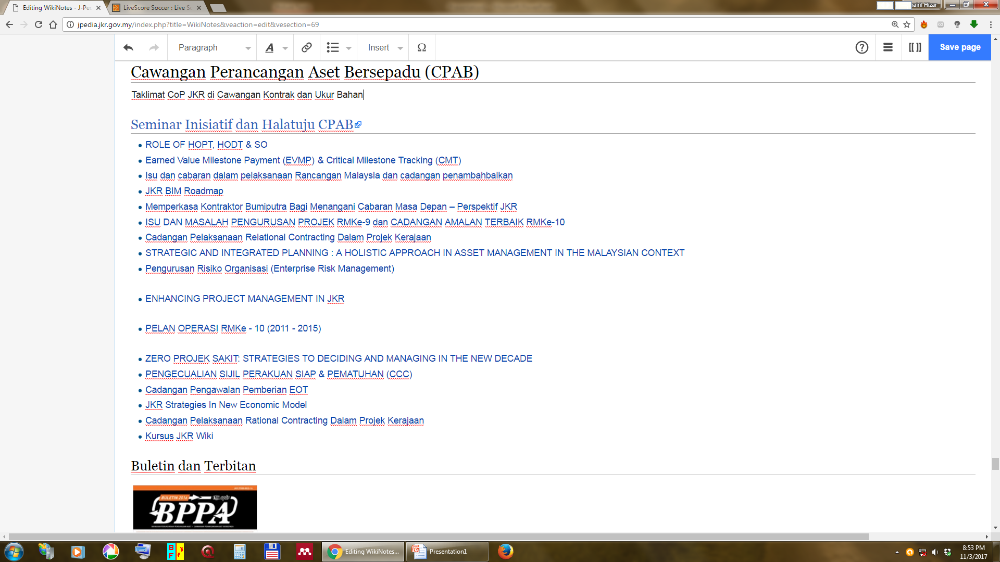 Editing WikiNotes - J-Pe
LiveScore Soccer : Live Sc
hairil Hizar
jpedia.jkr.gov.my/index.php?title=WikiNotes&veaction=edit&vesection=69
Paragraph
A
Insert
Ω
?
Save page
Cawangan Perancangan Aset Bersepadu (CPAB)
Taklimat CoP JKR di Cawangan Kontrak dan Ukur Bahan
Seminar Inisiatif dan Halatuju CPAB
• ROLE OF HOPT, HODT & SO
• Earned Value Milestone Payment (EVMP) & Critical Milestone Tracking (CMT)
• Isu dan cabaran dalam pelaksanaan Rancangan Malaysia dan cadangan penambahbaikan
• JKR BIM Roadmap
• Memperkasa Kontraktor Bumiputra Bagi Menangani Cabaran Masa Depan – Perspektif JKR
• ISU DAN MASALAH PENGURUSAN PROJEK RMKe-9 dan CADANGAN AMALAN TERBAIK RMKe-10
• Cadangan Pelaksanaan Relational Contracting Dalam Projek Kerajaan
• STRATEGIC AND INTEGRATED PLANNING : A HOLISTIC APPROACH IN ASSET MANAGEMENT IN THE MALAYSIAN CONTEXT
• Pengurusan Risiko Organisasi (Enterprise Risk Management)
• ENHANCING PROJECT MANAGEMENT IN JKR
• PELAN OPERASI RMKe - 10 (2011 - 2015)
• ZERO PROJEK SAKIT: STRATEGIES TO DECIDING AND MANAGING IN THE NEW DECADE
• PENGECUALIAN SIJIL PERAKUAN SIAP & PEMATUHAN (CCC)
• Cadangan Pengawalan Pemberian EOT
• JKR Strategies In New Economic Model
• Cadangan Pelaksanaan Rational Contracting Dalam Projek Kerajaan
• Kursus JKR Wiki
Buletin dan Terbitan
BULETIN 2016
BPPA
B F
Editing WikiNotes...
Presentation1
8:53 PM
11/3/2017